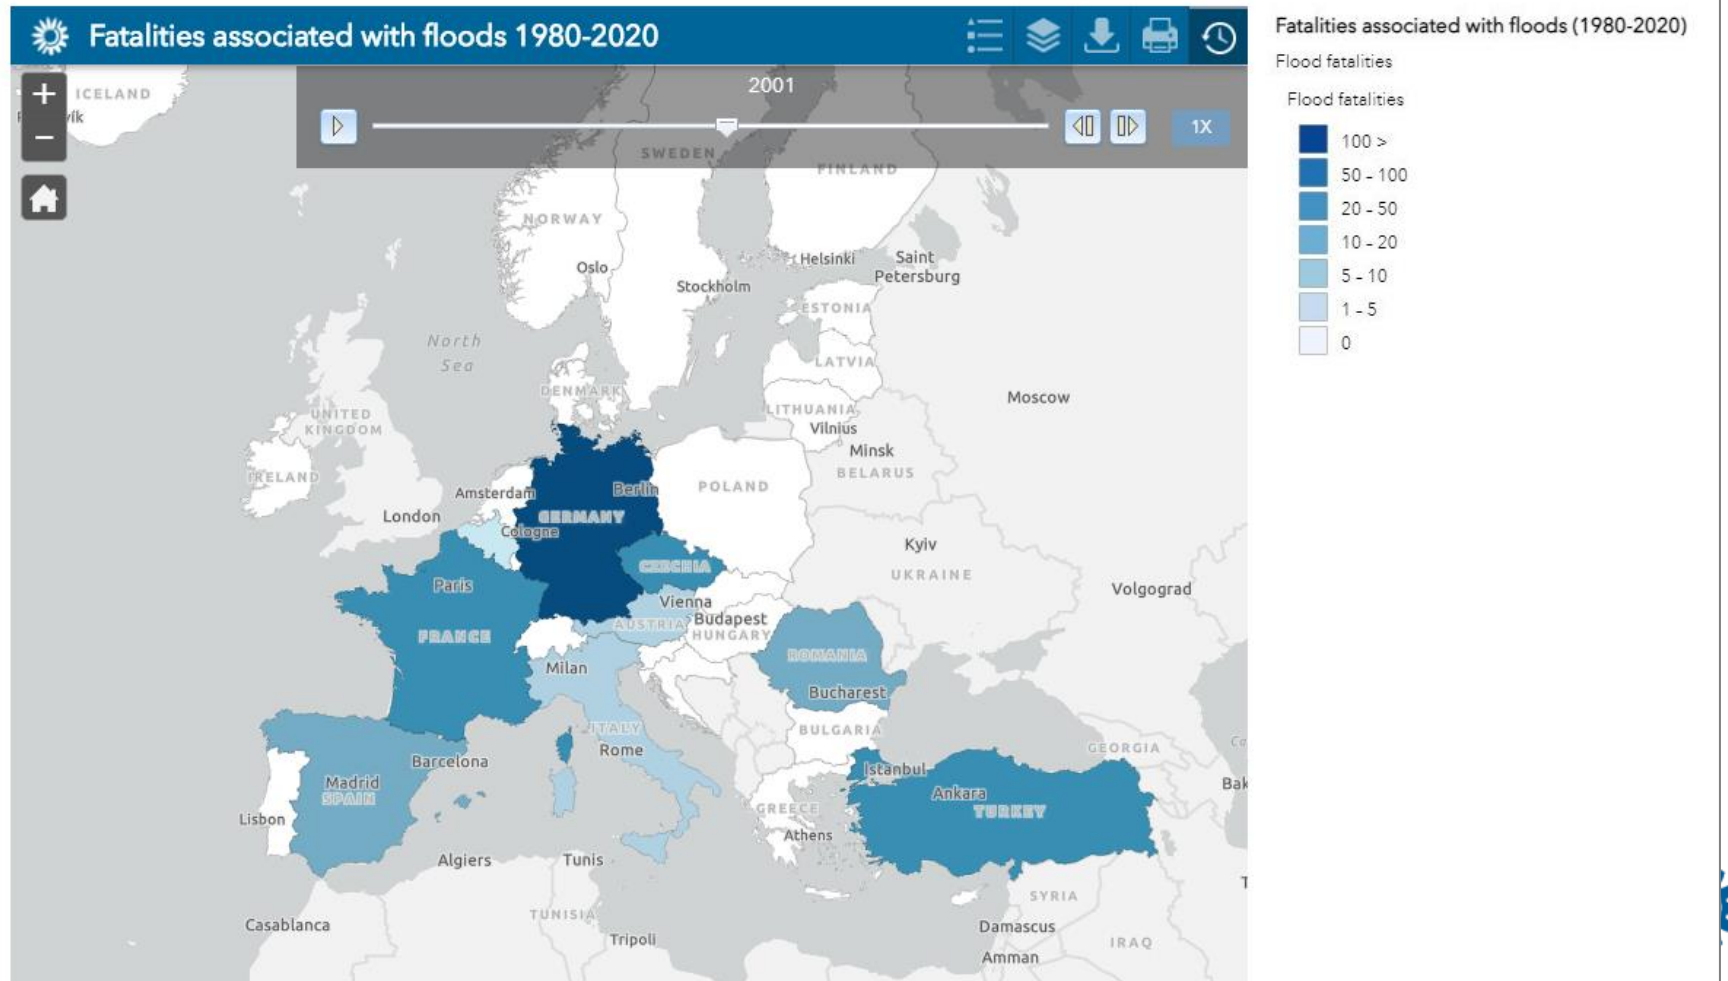 Fatalities associated with floods 1980-2020
2001
1X
+
−
ICELAND
SWEDEN
FINLAND
NORWAY
Oslo
Helsinki
Saint
Petersburg
Stockholm
ESTONIA
North
Sea
LATVIA
DENMARK
Moscow
UNITED
KINGDOM
LITHUANIA
Vilnius
Minsk
BELARUS
IRELAND
Amsterdam
Berlin
POLAND
London
GERMANY
Cologne
Kyiv
UKRAINE
CZECHIA
Paris
Volgograd
Vienna
Budapest
AUSTRIA
HUNGARY
FRANCE
ROMANIA
Milan
Bucharest
ITALY
BULGARIA
Rome
GEORGIA
Barcelona
Istanbul
Madrid
SPAIN
Ankara
TURKEY
GREECE
Lisbon
Athens
Algiers
Tunis
SYRIA
TUNISIA
Casablanca
Damascus
Tripoli
IRAQ
Amman
Fatalities associated with floods (1980-2020)
Flood fatalities
Flood fatalities
100 >
50 - 100
20 - 50
10 - 20
5 - 10
1 - 5
0